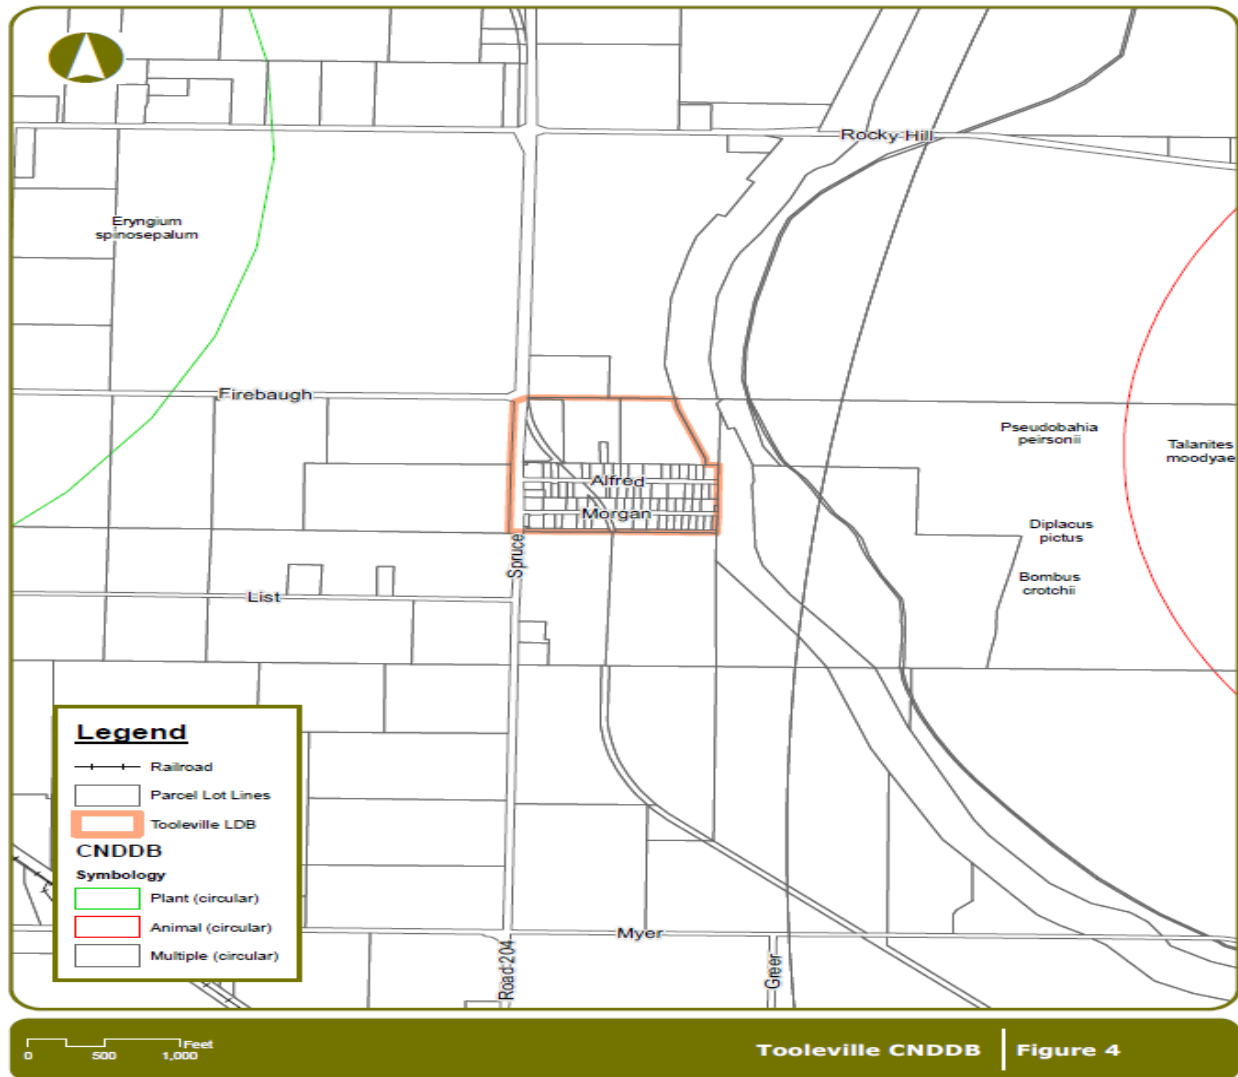 Rocky Hill
Eryngium
spinosepalum
Firebaugh
Pseudobahia
peirsonii
Talanites
moodyae
Alfred
Morgan
Diplacus
pictus
Spruce
Bombus
crotchii
List
Legend
Railroad
Parcel Lot Lines
Tooleville LDB
CNDDB
Symbology
Plant (circular)
Animal (circular)
Multiple (circular)
Myer
Road 204
Greer
Feet
0 500 1,000
Tooleville CNDDB Figure 4